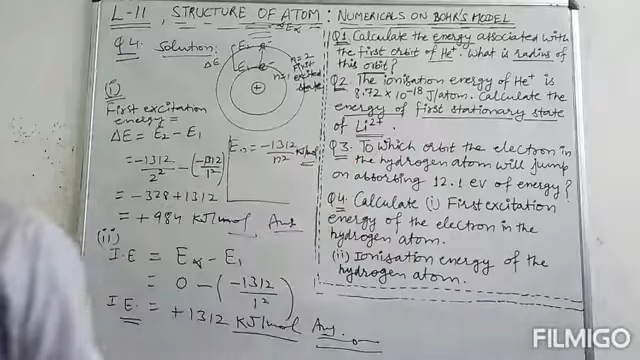 L-11, STRUCTURE OF ATOM: NUMERICALS ON BOHR'S MODEL
Q4. Solution:
E∞
E2
E1 e-
ΔE
n=2
First
n=1 excited
state
+
(i)
First excitation
energy =
ΔE = E2 - E1
= -1312/2² - (-1312/1²)
En = -1312/n² KJ/mol
= -328 + 1312
= + 984 KJ/mol Ans
(ii)
I.E = E∞ - E1
= 0 - (-1312/1²)
I E = +1312 KJ/mol Ans.
Q1 Calculate the energy associated with
the first orbit of He+. What is radius of
this orbit?
Q2. The ionisation energy of He+ is
8.72 × 10-18 J/atom. Calculate the
energy of first stationary state
of Li2+.
Q3. To which orbit the electron in
the hydrogen atom will jump
on absorbing 12.1 eV of energy?
Q4. Calculate (i) First excitation
energy of the electron in the
hydrogen atom.
(ii) Ionisation energy of the
hydrogen atom.
FILMIGO